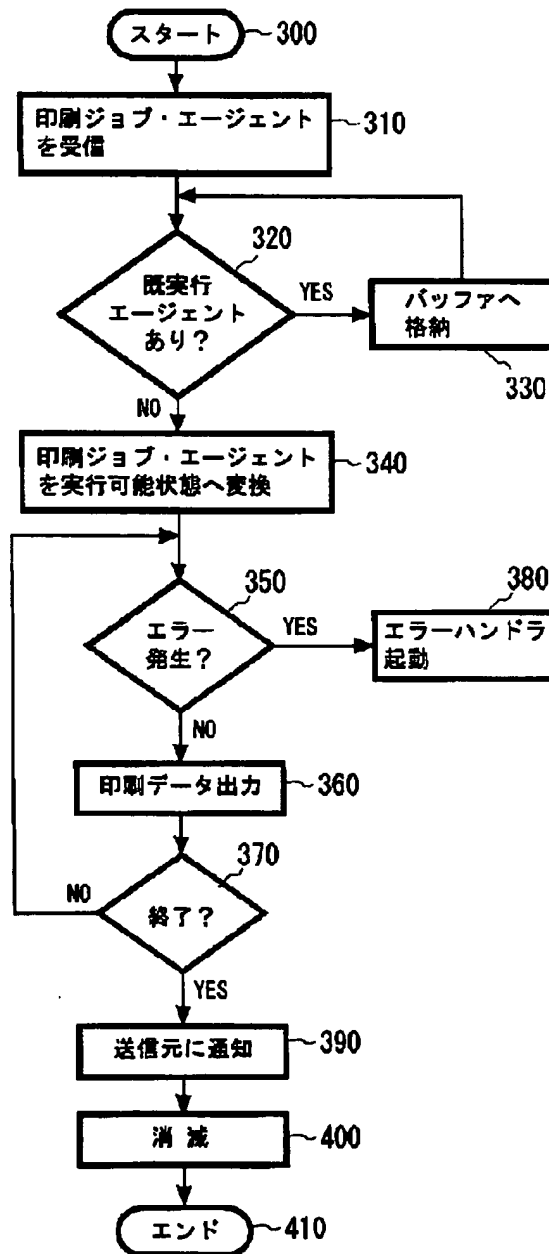 スタート
300
印刷ジョブ・エージェント
を受信
310
320
既実行
エージェント
あり?
YES
バッファへ
格納
330
NO
印刷ジョブ・エージェント
を実行可能状態へ変換
340
350
エラー
発生?
YES
380
エラーハンドラ
起動
NO
印刷データ出力
360
370
NO
終了?
YES
送信元に通知
390
消滅
400
エンド
410